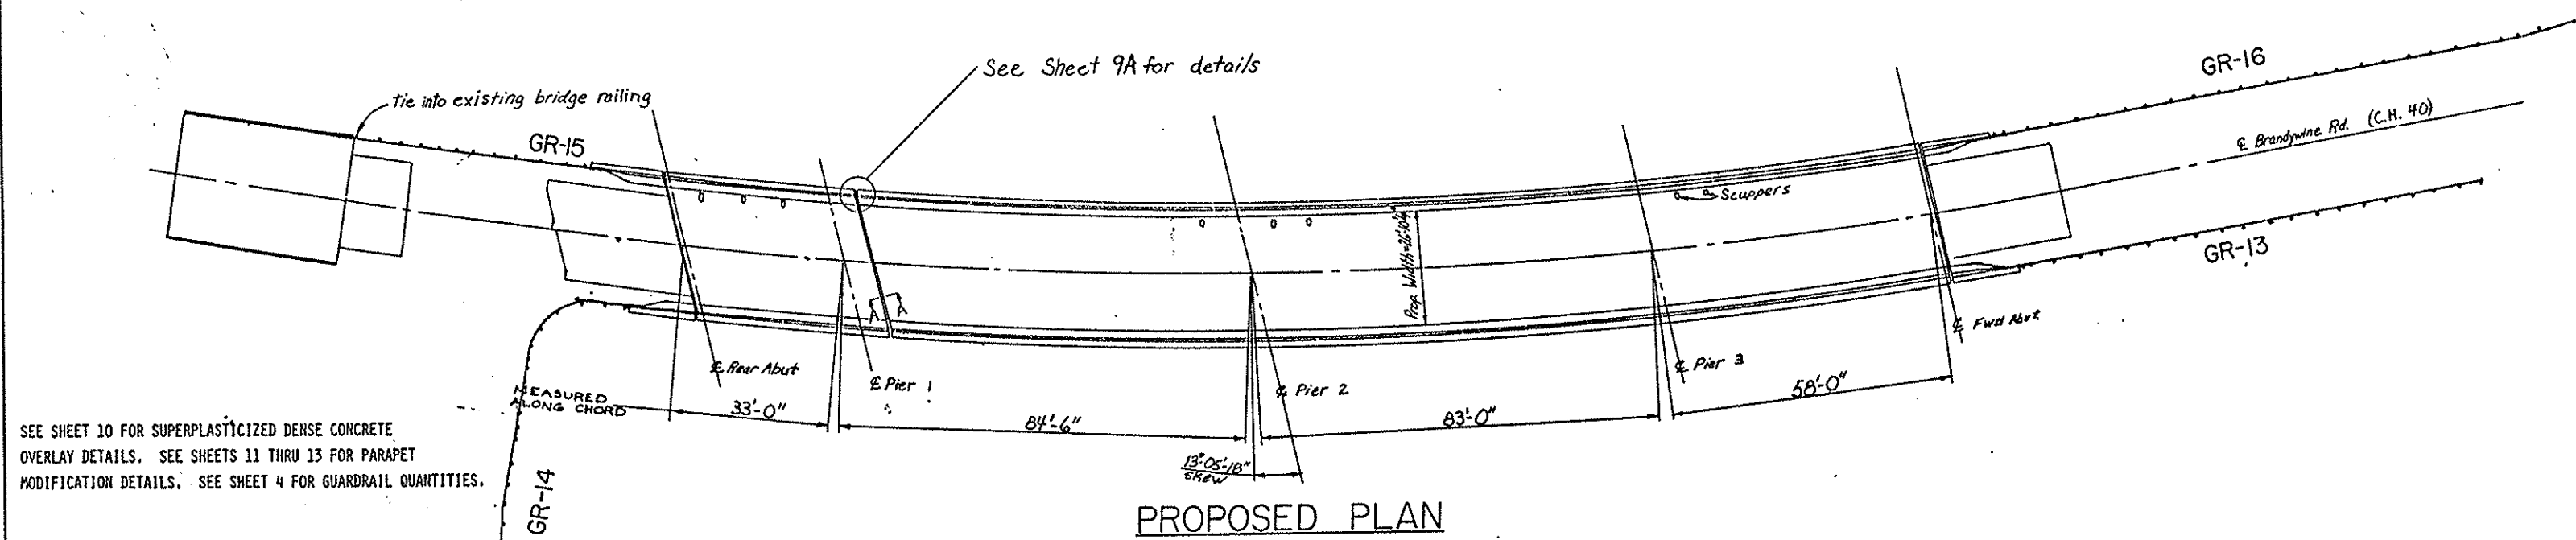 See Sheet 9A for details
Tie into existing bridge railing
GR-15
GR-16
℄ Brandywine Rd. (C.H. 40)
Scuppers
GR-13
A A
℄ Rear Abut
℄ Pier 1
℄ Pier 2
℄ Pier 3
℄ Fwd Abut.
MEASURED
ALONG CHORD
33'-0"
84'-6"
83'-0"
58'-0"
13°-05'-18"
SKEW
Prop. Width=
SEE SHEET 10 FOR SUPERPLASTICIZED DENSE CONCRETE
OVERLAY DETAILS. SEE SHEETS 11 THRU 13 FOR PARAPET
MODIFICATION DETAILS. SEE SHEET 4 FOR GUARDRAIL QUANTITIES.
GR-14
PROPOSED PLAN